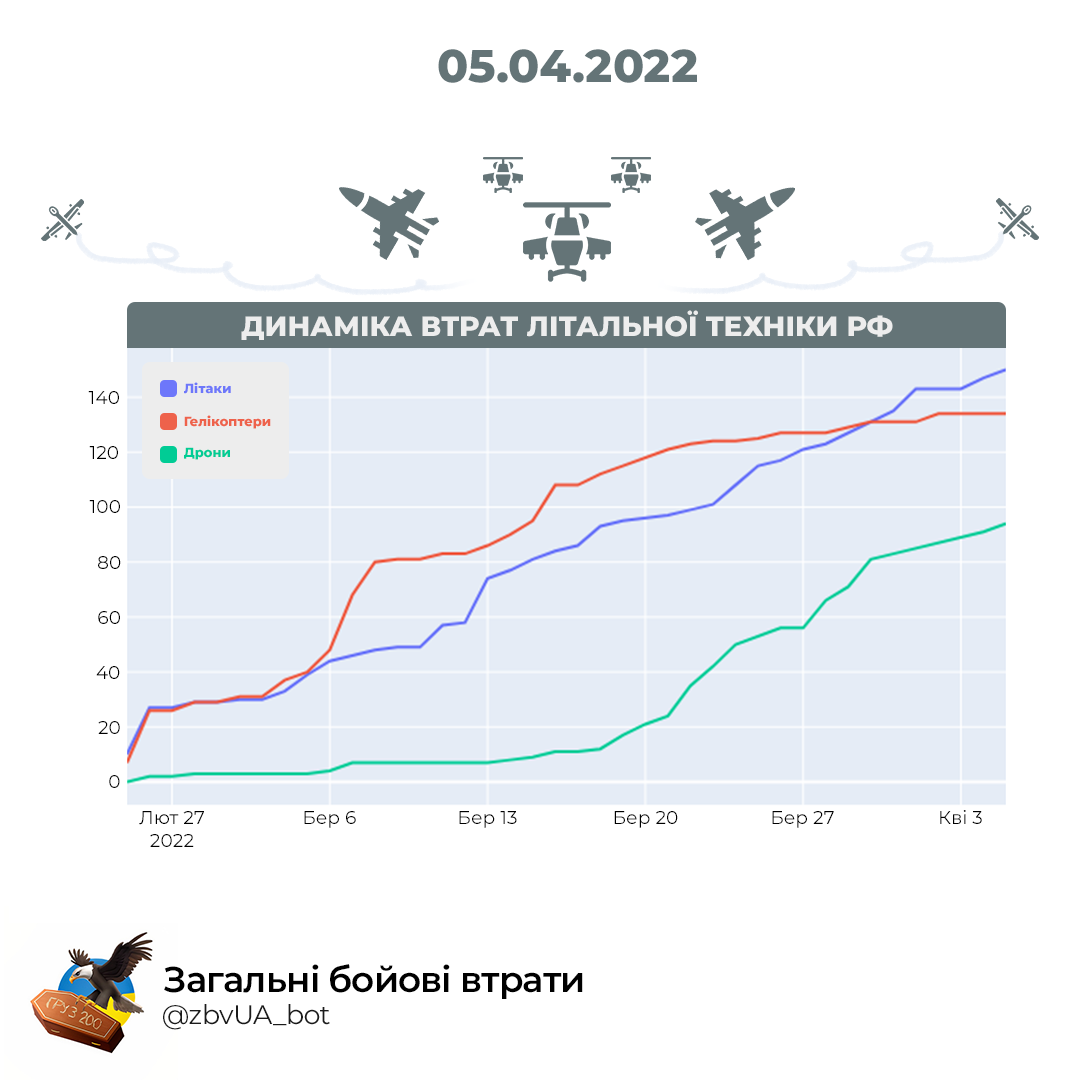 05.04.2022
ДИНАМІКА ВТРАТ ЛІТАЛЬНОЇ ТЕХНІКИ РФ
Літаки
Гелікоптери
Дрони
140
120
100
80
60
40
20
0
Лют 27 Бер 6 Бер 13 Бер 20 Бер 27 Кві 3
2022
Загальні бойові втрати
@zbvUA_bot
ГРУЗ 200